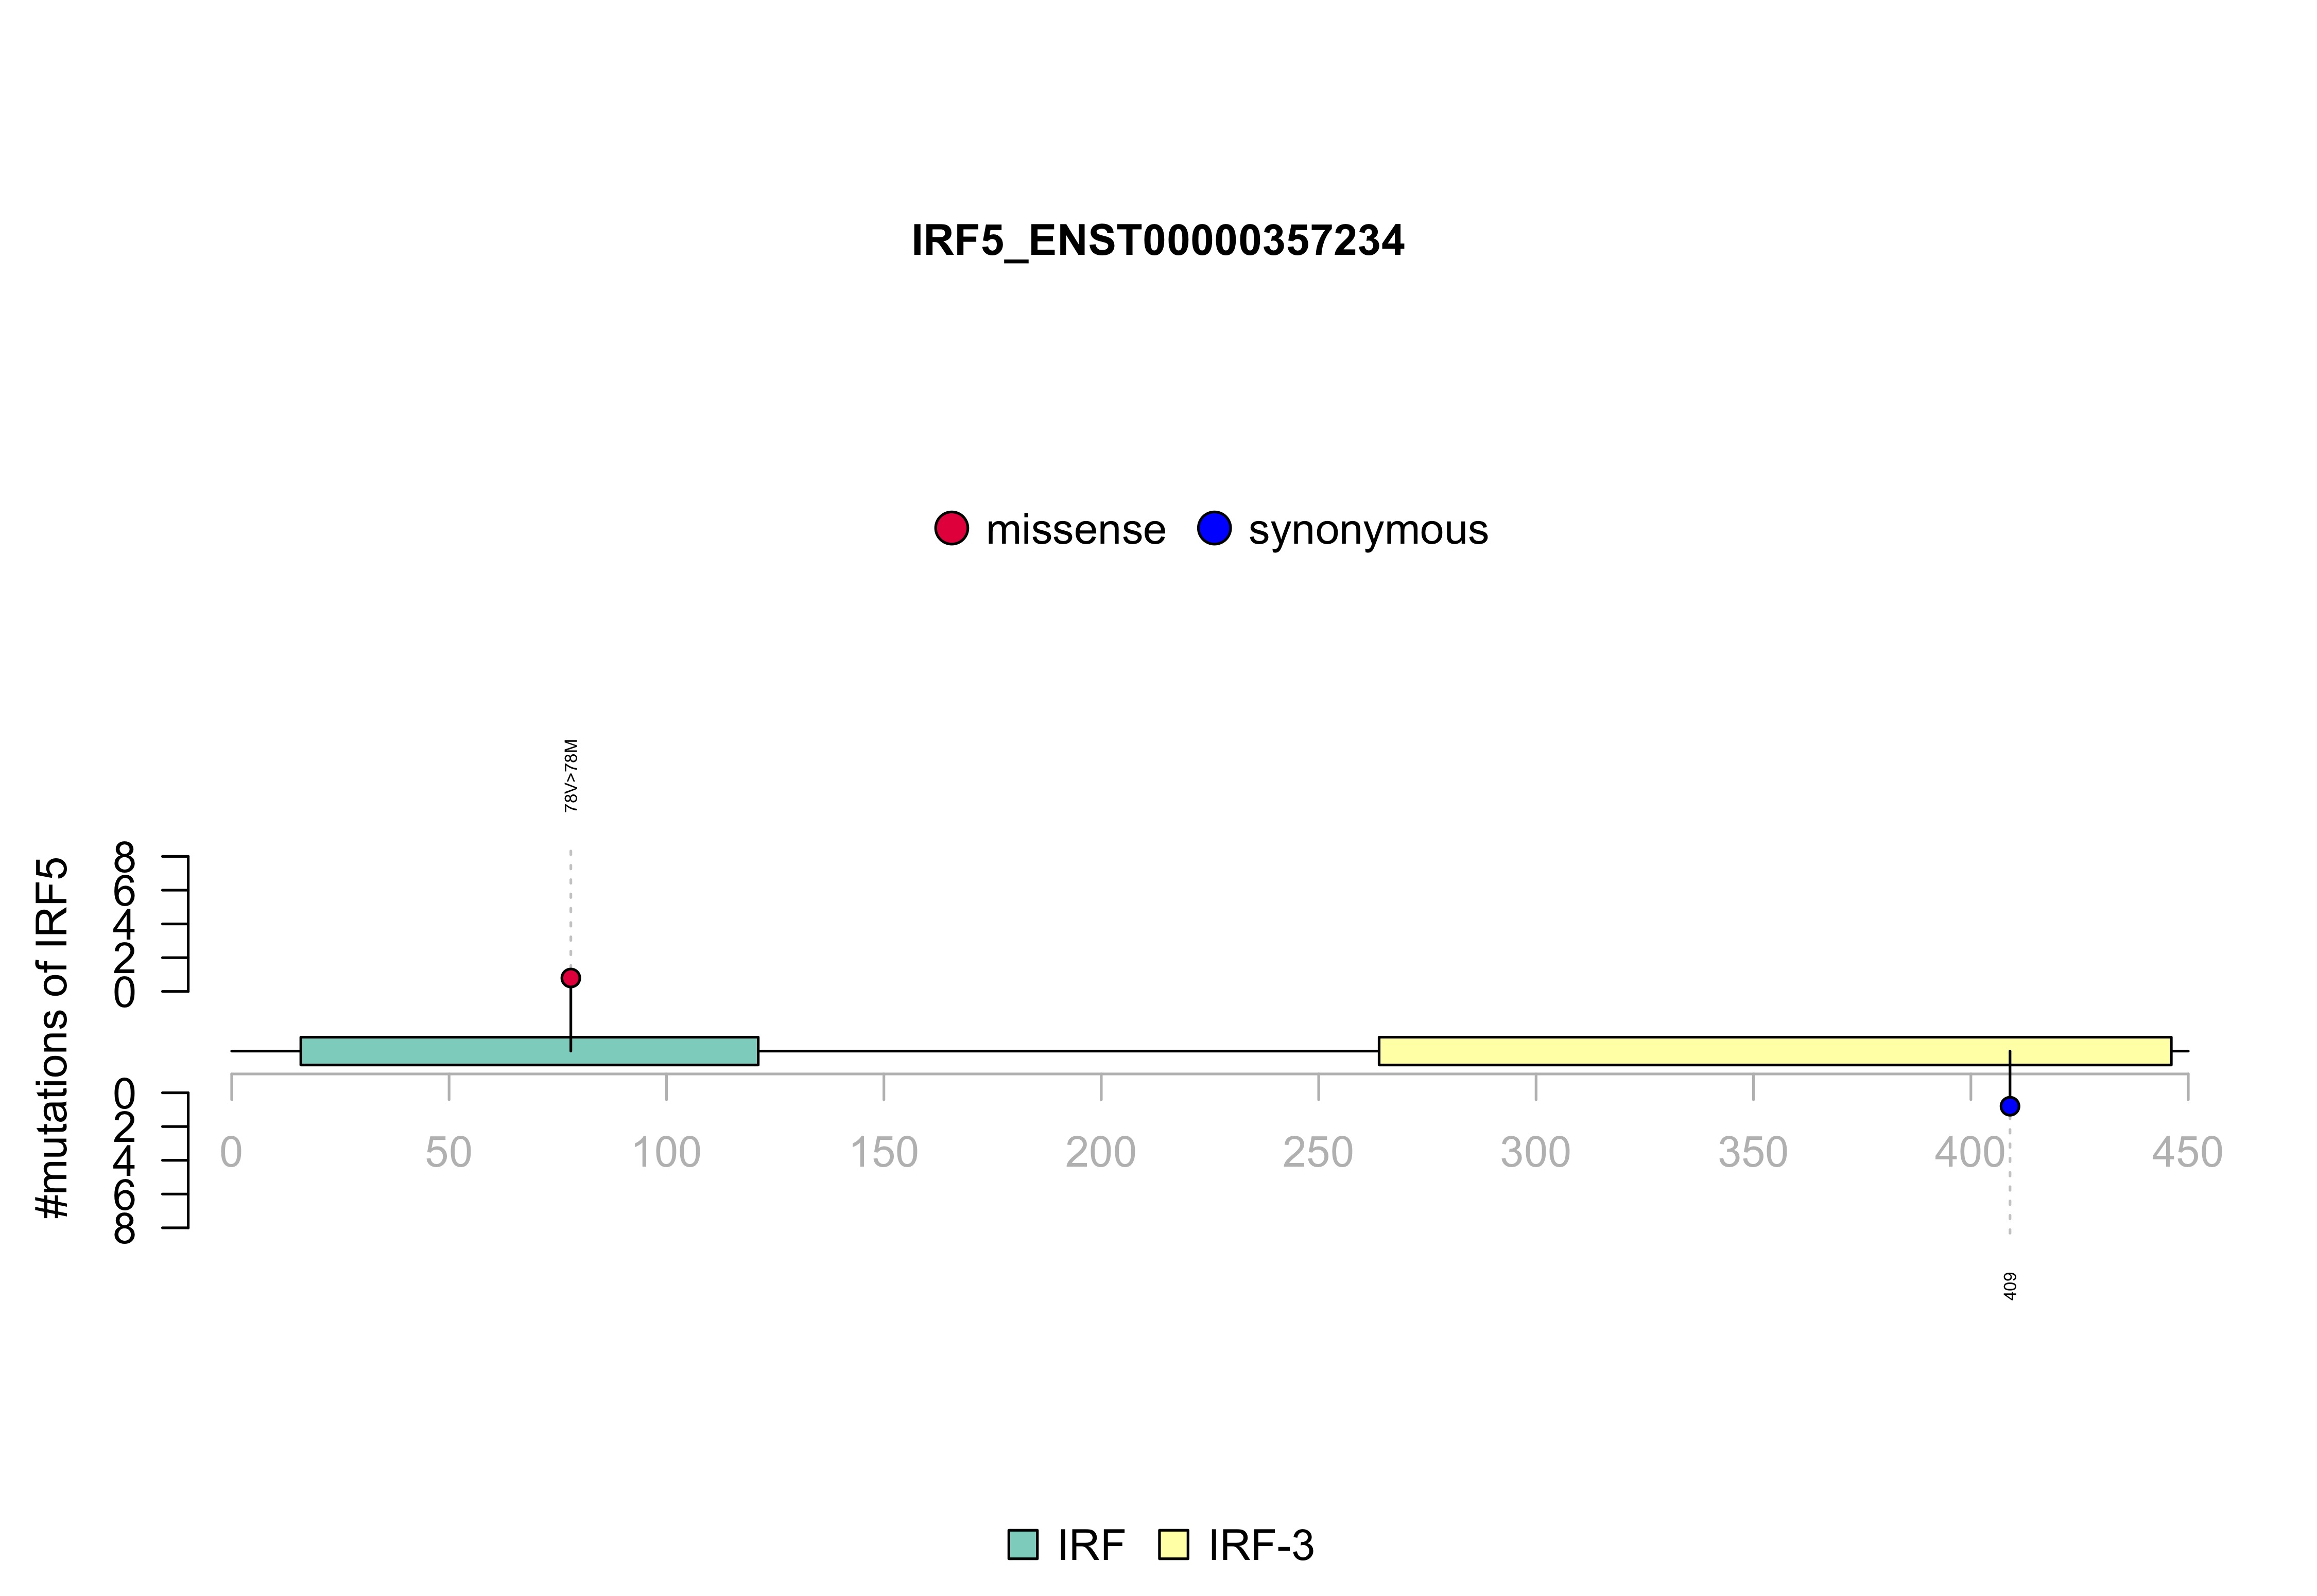 IRF5_ENST00000357234
missense synonymous
78V>78M
#mutations of IRF5
8
6
4
2
0
0
2
4
6
8
0 50 100 150 200 250 300 350 400 450
409
IRF IRF-3